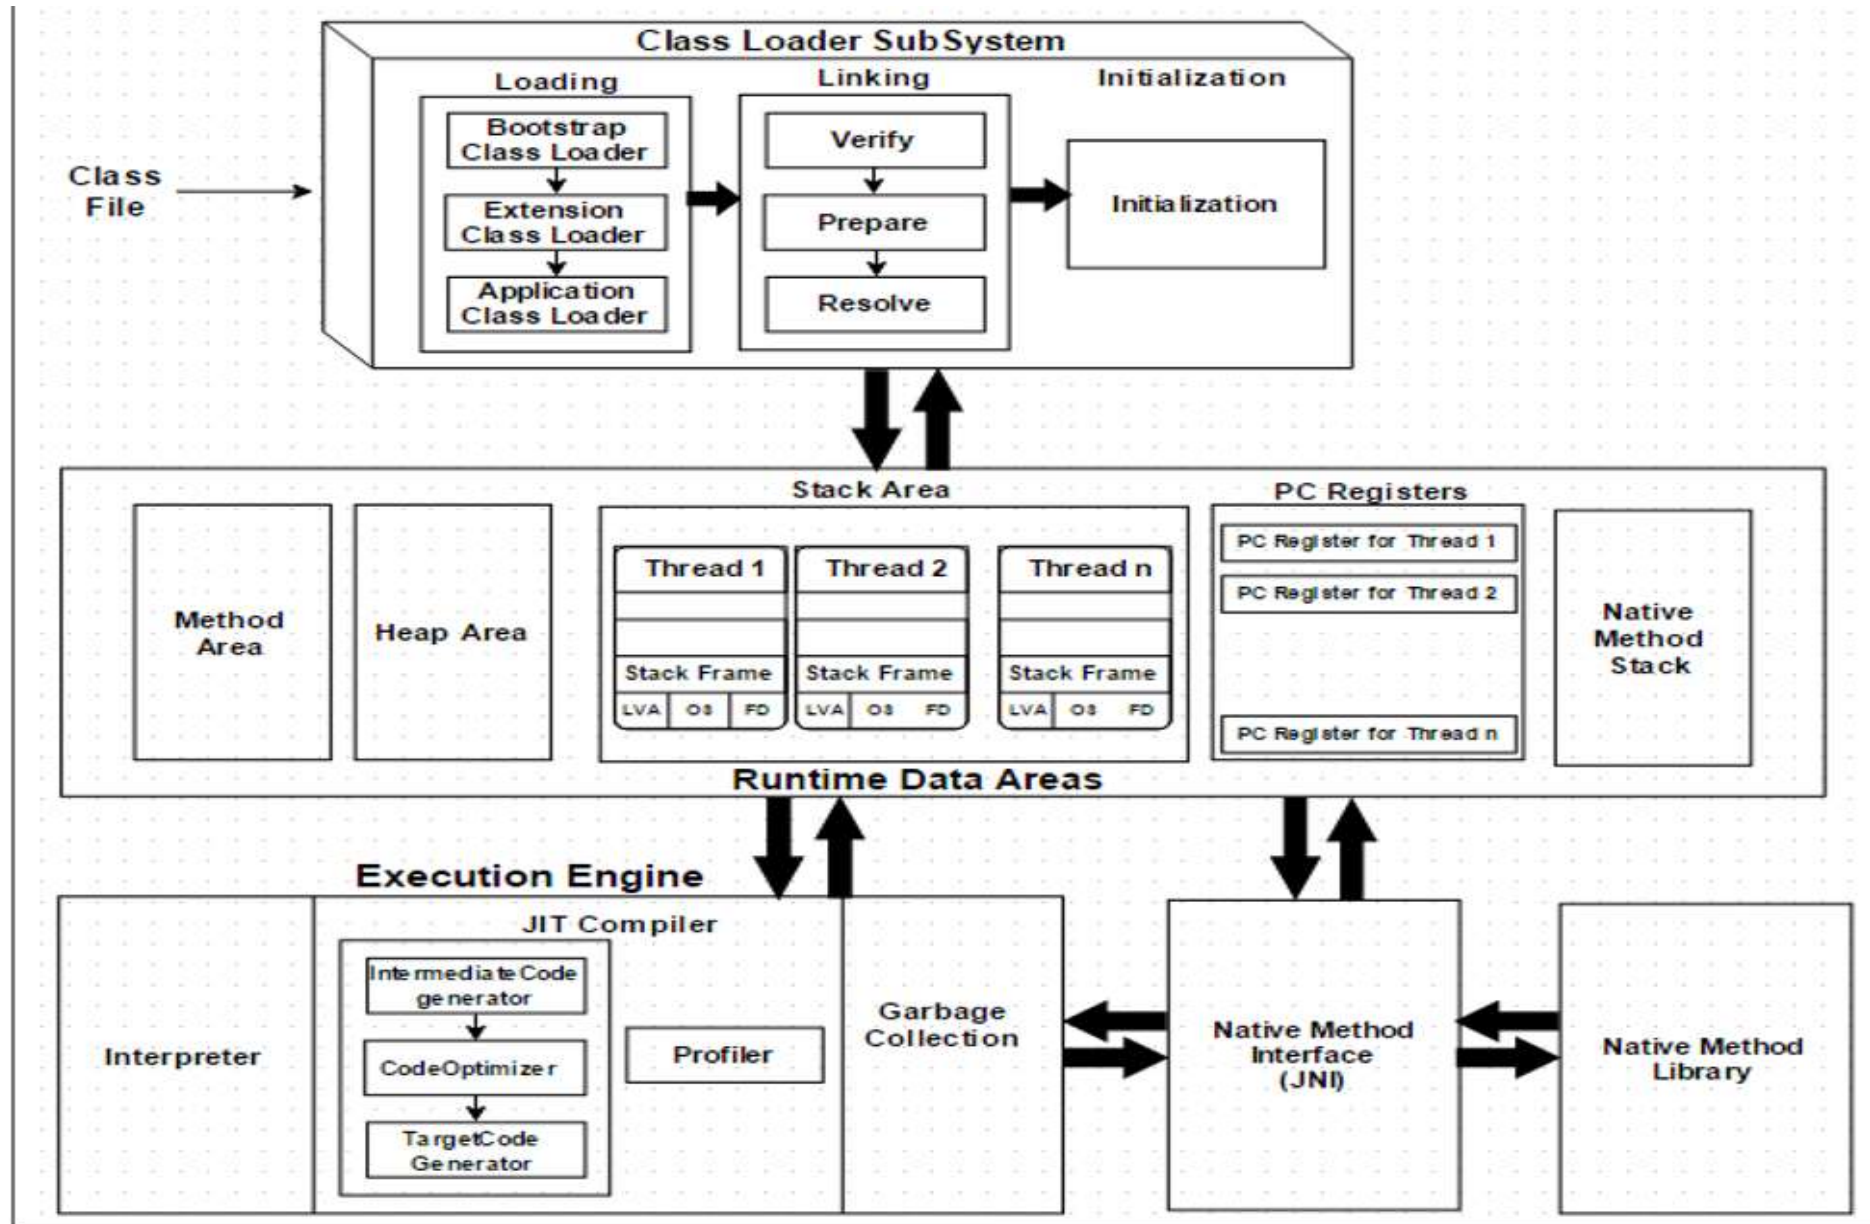 Class Loader SubSystem
Loading
Linking
Initialization
Bootstrap
Class Loader
Extension
Class Loader
Application
Class Loader
Verify
Prepare
Resolve
Initialization
Class
File
Stack Area
PC Registers
Method
Area
Heap Area
Thread 1
Stack Frame
LVA OS FD
Thread 2
Stack Frame
LVA OS FD
Thread n
Stack Frame
LVA OS FD
PC Register for Thread 1
PC Register for Thread 2
PC Register for Thread n
Native
Method
Stack
Runtime Data Areas
Execution Engine
Interpreter
JIT Compiler
IntermediateCode
generator
CodeOptimizer
TargetCode
Generator
Profiler
Garbage
Collection
Native Method
Interface
(JNI)
Native Method
Library